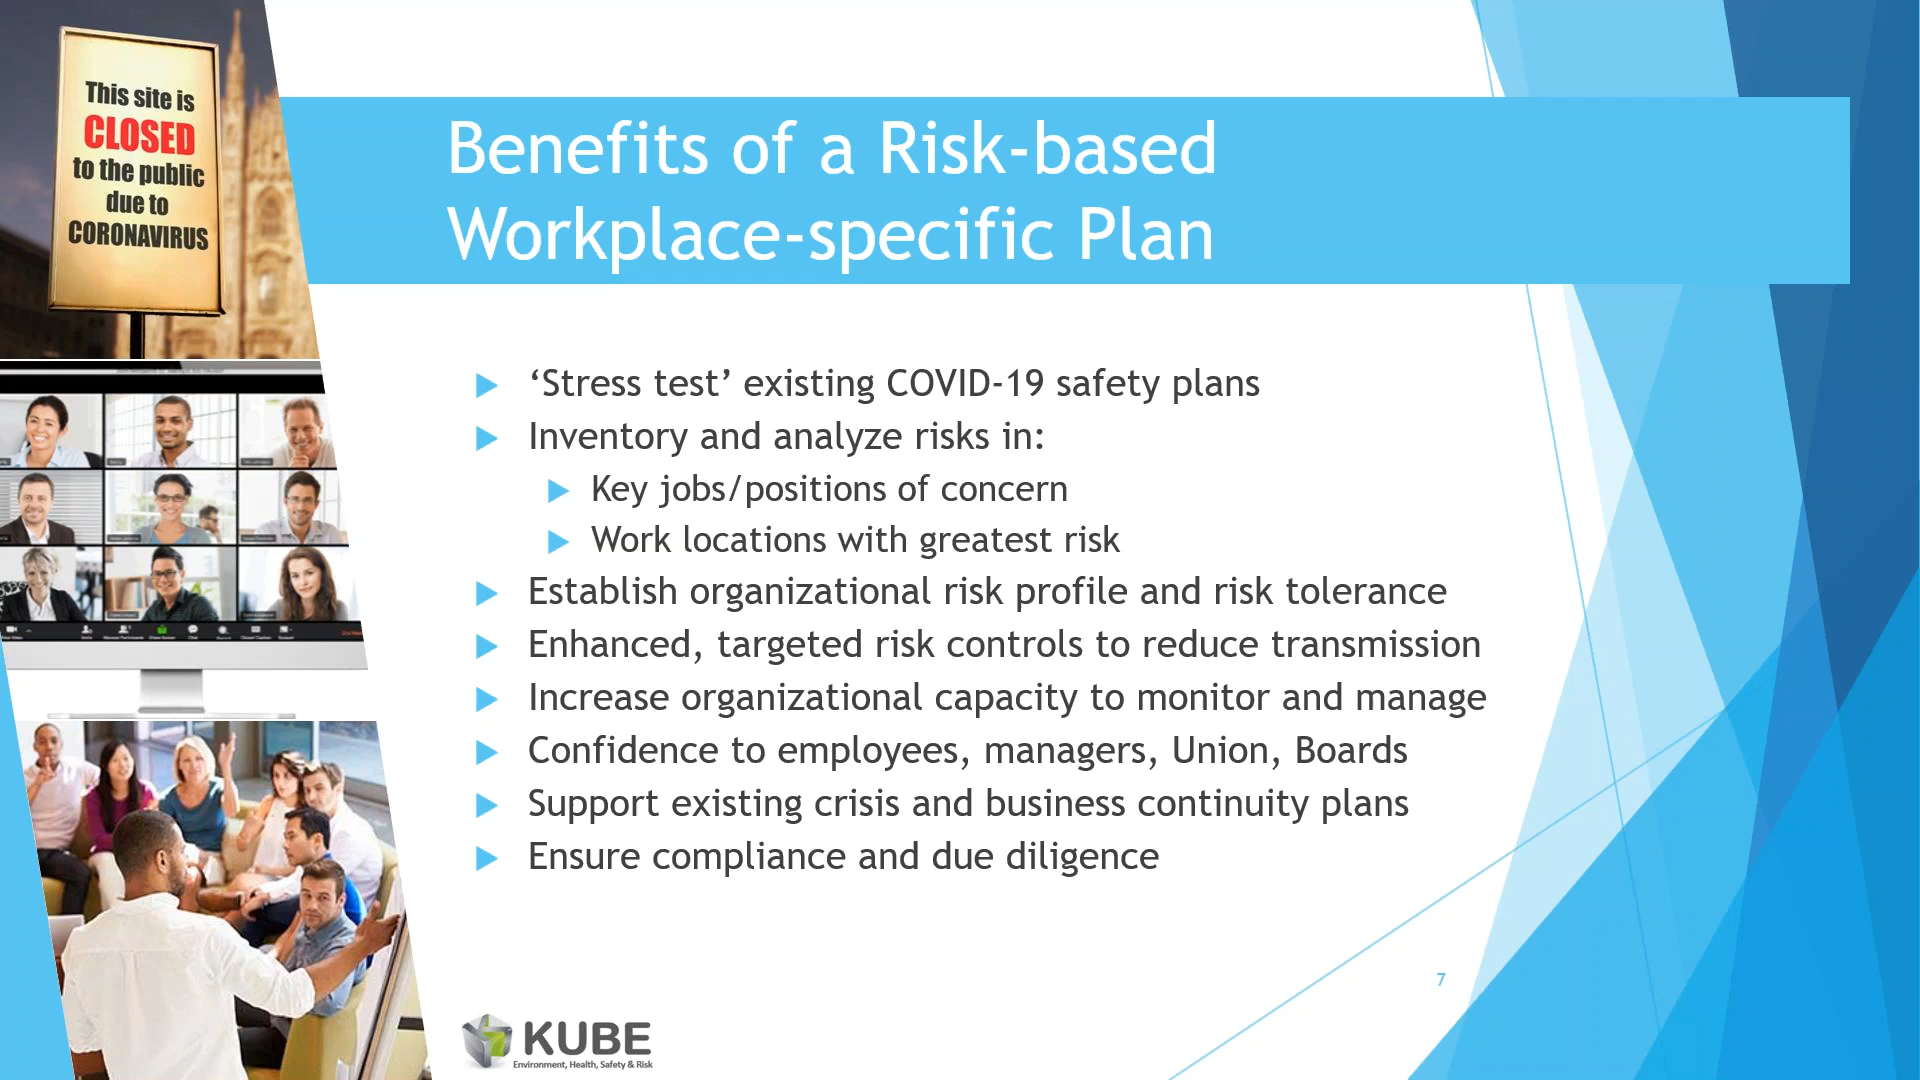 This site is
CLOSED
to the public
due to
CORONAVIRUS
Benefits of a Risk-based
Workplace-specific Plan
‘Stress test’ existing COVID-19 safety plans
Inventory and analyze risks in:
Key jobs/positions of concern
Work locations with greatest risk
Establish organizational risk profile and risk tolerance
Enhanced, targeted risk controls to reduce transmission
Increase organizational capacity to monitor and manage
Confidence to employees, managers, Union, Boards
Support existing crisis and business continuity plans
Ensure compliance and due diligence
7
KUBE
Environment, Health, Safety & Risk